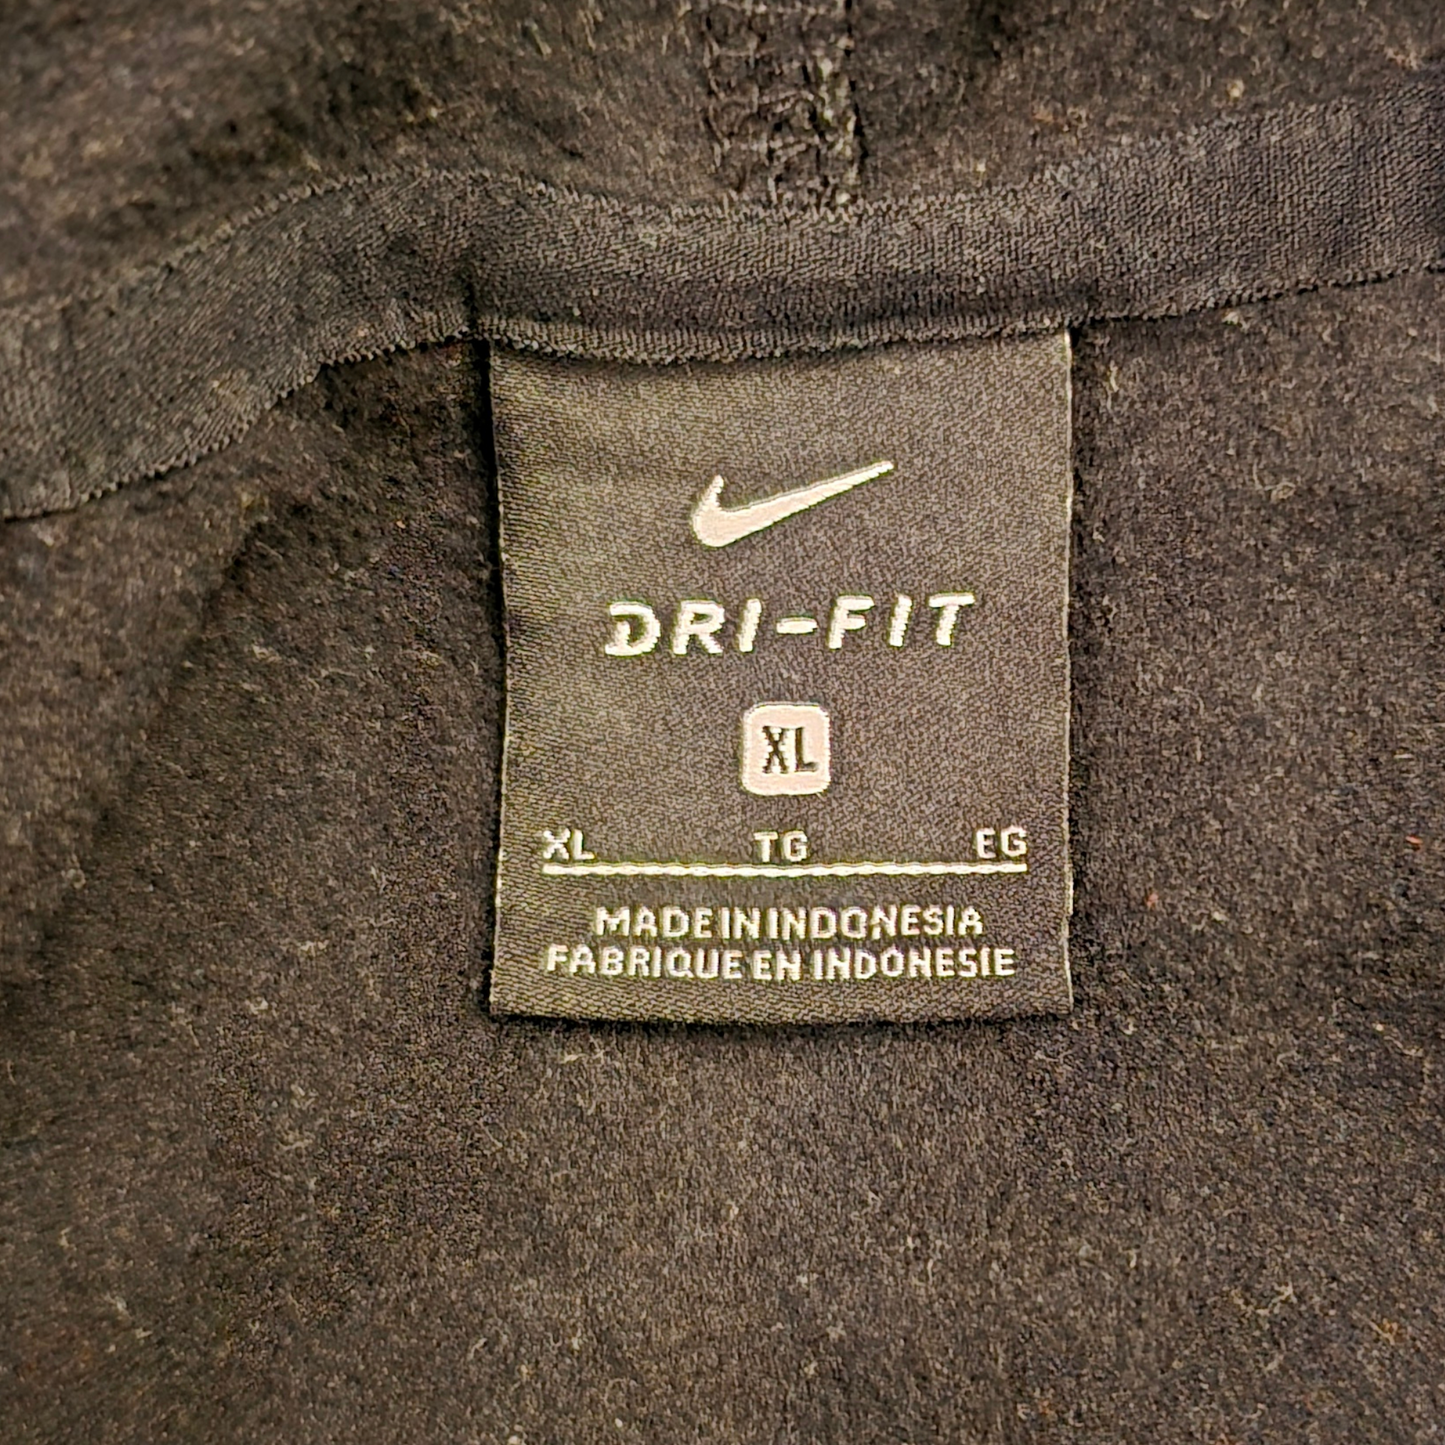 DRI-FIT
XL
XL TG EG
MADE IN INDONESIA
FABRIQUE EN INDONESIE